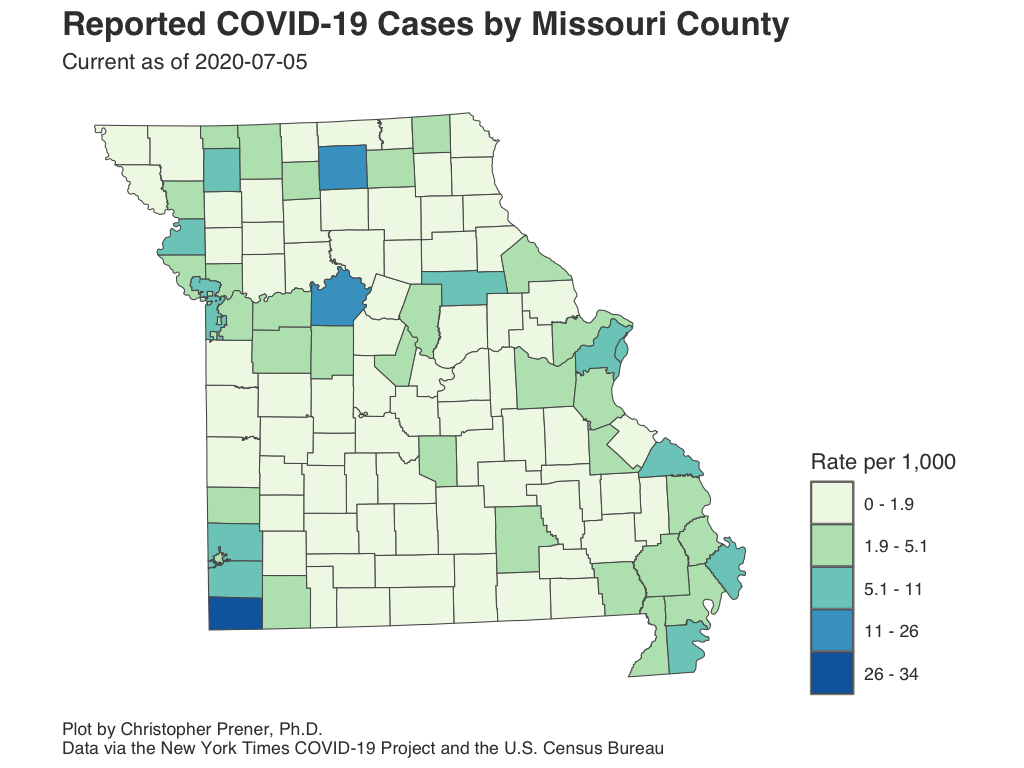 Reported COVID-19 Cases by Missouri County
Current as of 2020-07-05
Rate per 1,000
0 - 1.9
1.9 - 5.1
5.1 - 11
11 - 26
26 - 34
Plot by Christopher Prener, Ph.D.
Data via the New York Times COVID-19 Project and the U.S. Census Bureau